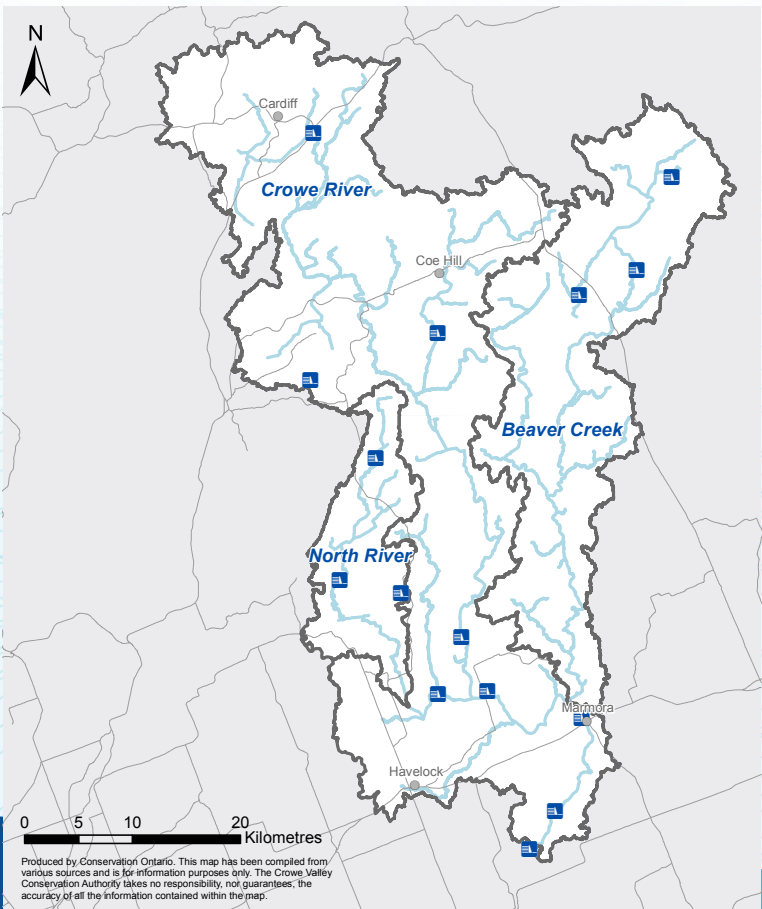 N
Cardiff
Crowe River
Coe Hill
Beaver Creek
North River
Marmora
Havelock
0 5 10 20
Kilometres
Produced by Conservation Ontario. This map has been compiled from
various sources and is for information purposes only. The Crowe Valley
Conservation Authority takes no responsibility, nor guarantees, the
accuracy of all the information contained within the map.